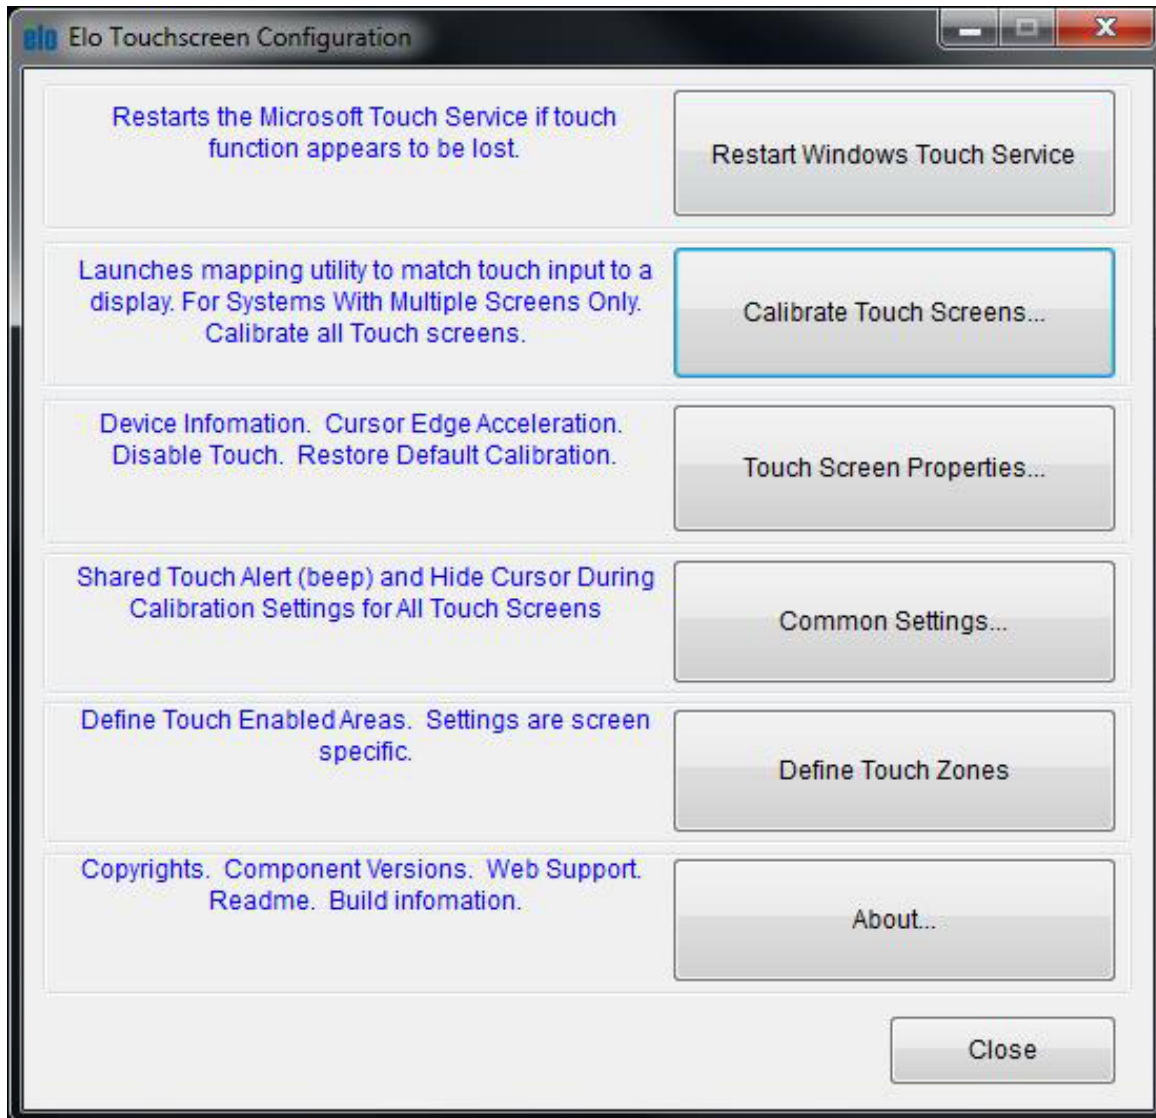 elo Elo Touchscreen Configuration
Restarts the Microsoft Touch Service if touch
function appears to be lost.
Restart Windows Touch Service
Launches mapping utility to match touch input to a
display. For Systems With Multiple Screens Only.
Calibrate all Touch screens.
Calibrate Touch Screens...
Device Infomation.  Cursor Edge Acceleration.
Disable Touch.  Restore Default Calibration.
Touch Screen Properties...
Shared Touch Alert (beep) and Hide Cursor During
Calibration Settings for All Touch Screens
Common Settings...
Define Touch Enabled Areas.  Settings are screen
specific.
Define Touch Zones
Copyrights.  Component Versions.  Web Support.
Readme.  Build infomation.
About...
Close